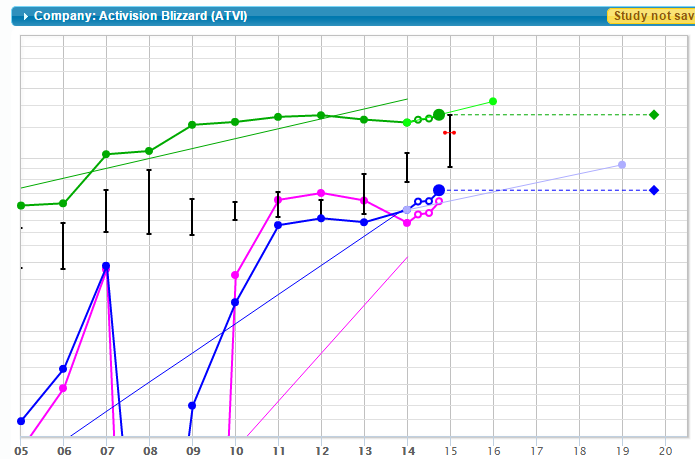 Company: Activision Blizzard (ATVI)
Study not sav
05 06 07 08 09 10 11 12 13 14 15 16 17 18 19 20